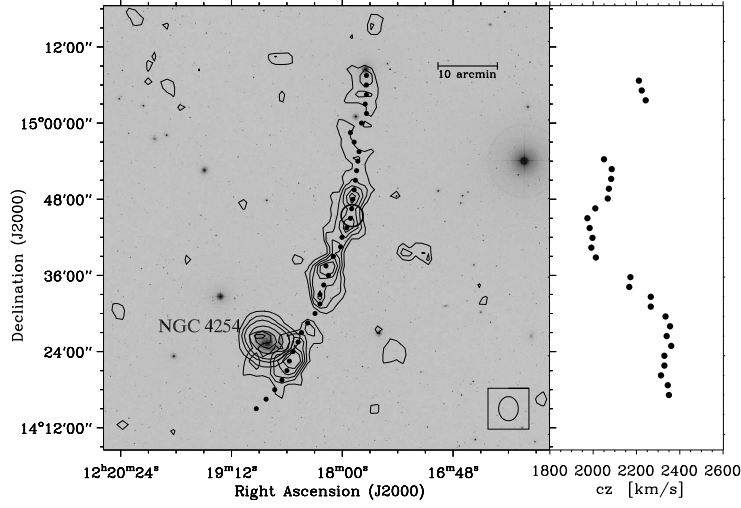 12'00''
15°00'00''
48'00''
36'00''
24'00''
14°12'00''
Declination (J2000)
10 arcmin
NGC 4254
12ʰ20ᵐ24ˢ
19ᵐ12ˢ
18ᵐ00ˢ
16ᵐ48ˢ
Right Ascension (J2000)
1800
2000
2200
2400
2600
cz [km/s]